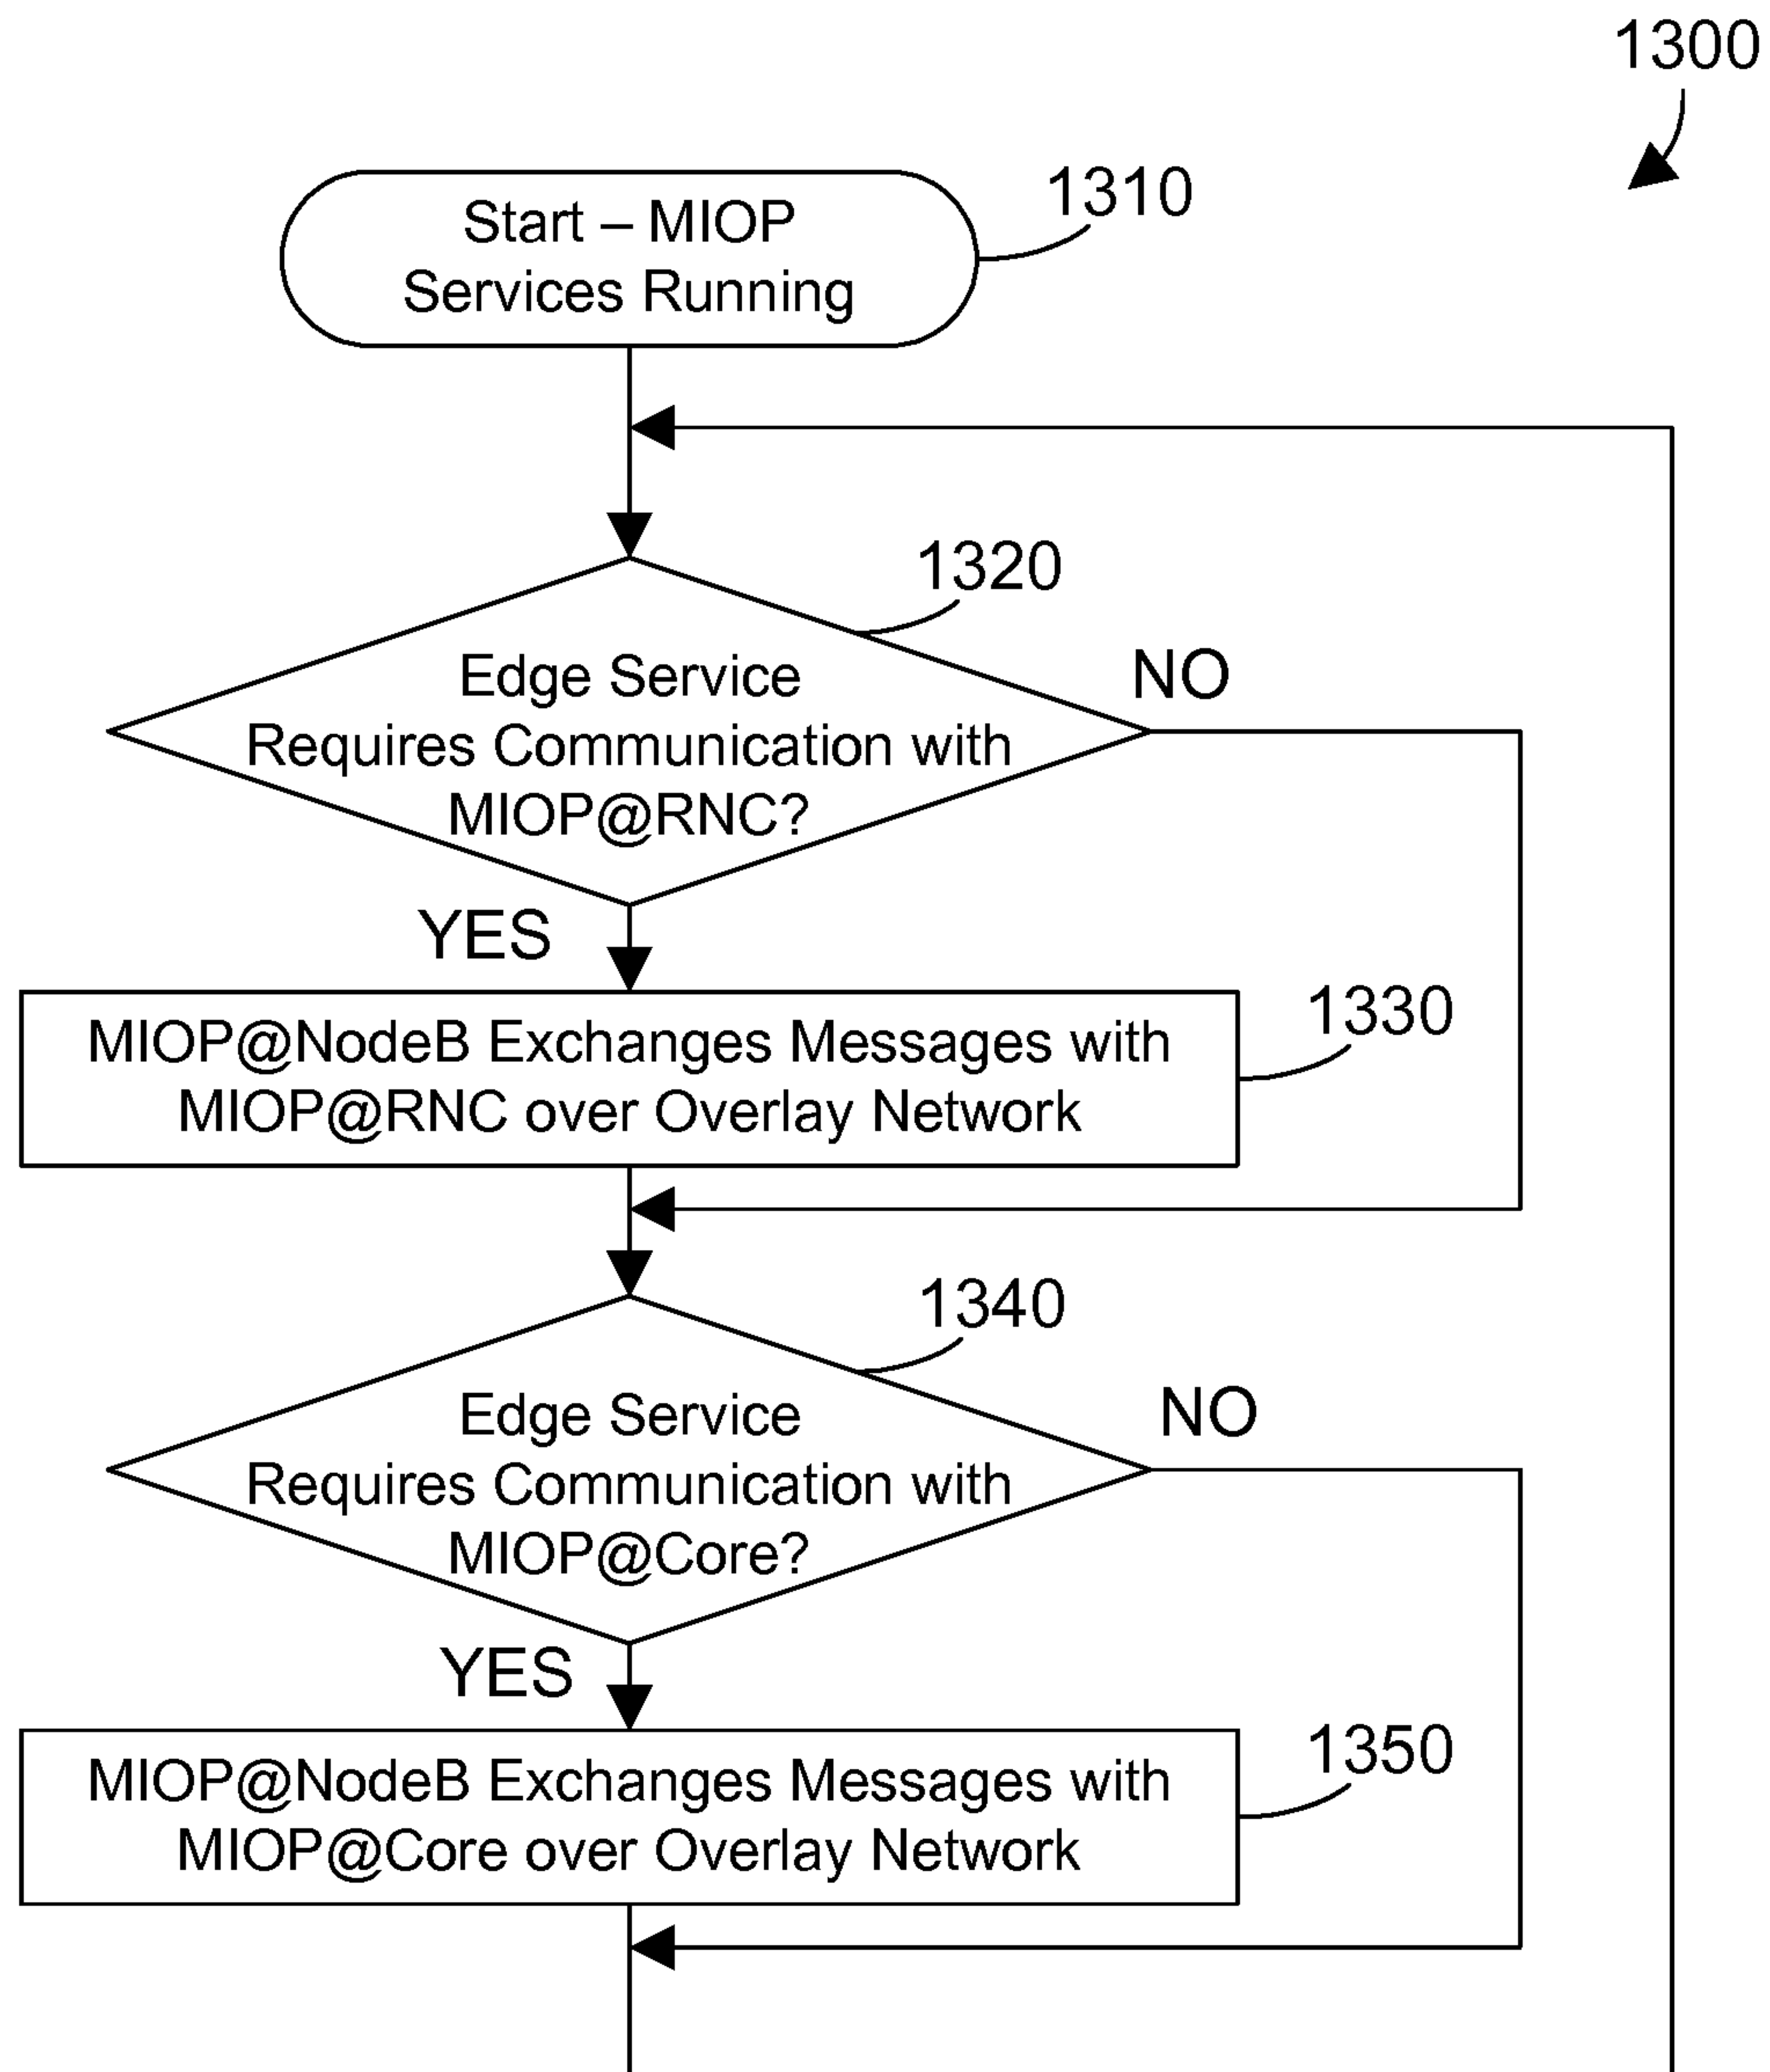 1300
Start – MIOP
Services Running
1310
1320
Edge Service
Requires Communication with
MIOP@RNC?
NO
YES
MIOP@NodeB Exchanges Messages with
MIOP@RNC over Overlay Network
1330
1340
Edge Service
Requires Communication with
MIOP@Core?
NO
YES
MIOP@NodeB Exchanges Messages with
MIOP@Core over Overlay Network
1350